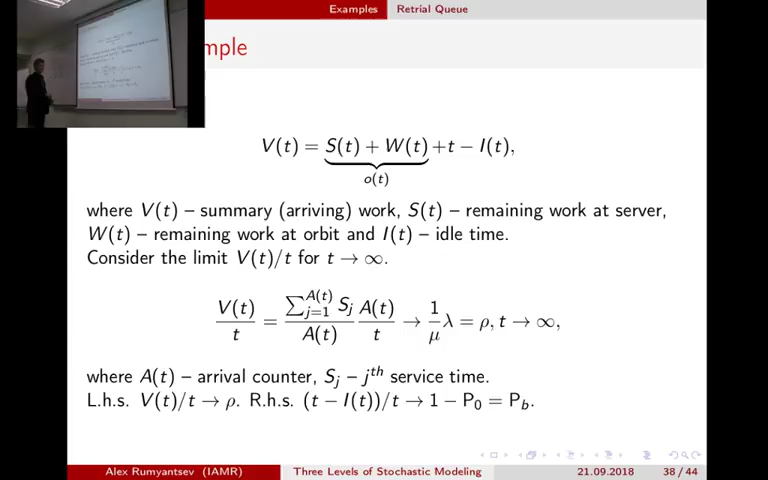 Examples Retrial Queue
mple
V(t) = S(t) + W(t) + t − I(t),
o(t)
where V(t) – summary (arriving) work, S(t) – remaining work at server,
W(t) – remaining work at orbit and I(t) – idle time.
Consider the limit V(t)/t for t → ∞.
V(t)/t = ∑_{j=1}^{A(t)} S_j / A(t) A(t)/t → 1/μ λ = ρ, t → ∞,
where A(t) – arrival counter, S_j – j^{th} service time.
L.h.s. V(t)/t → ρ. R.h.s. (t − I(t))/t → 1 − P_0 = P_b.
Alex Rumyantsev (IAMR) Three Levels of Stochastic Modeling 21.09.2018 38 / 44